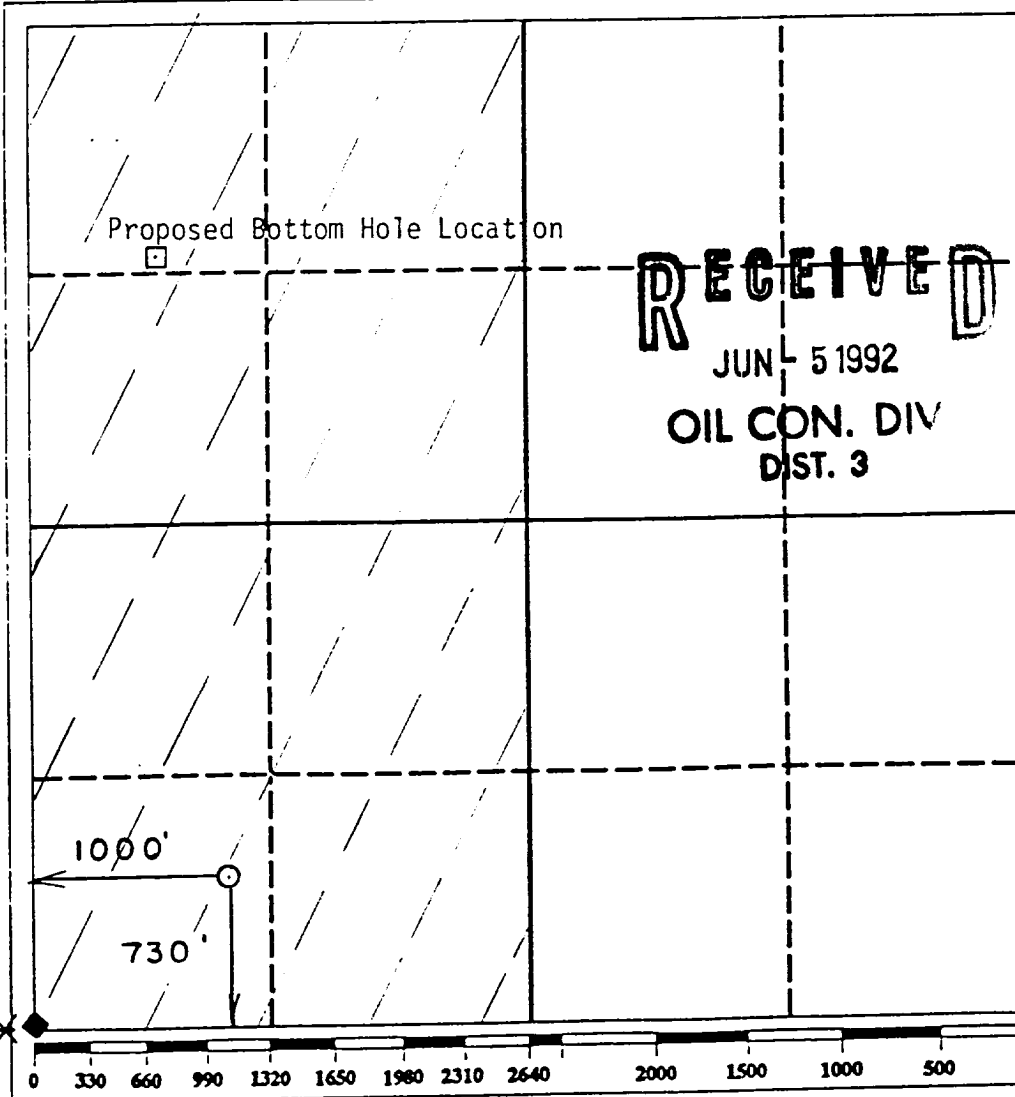 Proposed Bottom Hole Location
RECEIVED
JUN - 5 1992
OIL CON. DIV
DIST. 3
1000'
730'
0 330 660 990 1320 1650 1980 2310 2640 2000 1500 1000 500